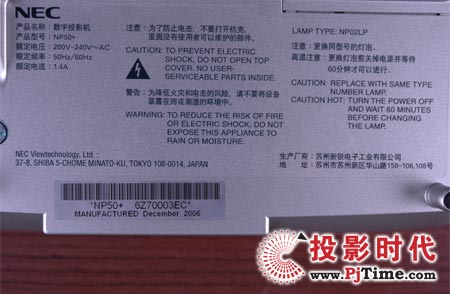 NEC
产品名称：数字投影机
产品型号：NP50+
额定电压：200V-240V～AC
额定频率：50Hz/60Hz
额定电流：1.4A
注意：为了防止电击，不要打开机壳。
里面没有使用者可以维护的部件。
CAUTION: TO PREVENT ELECTRIC
SHOCK, DO NOT OPEN TOP
COVER. NO USER-
SERVICEABLE PARTS INSIDE.
警告：为降低火灾和电击的风险，请不要将设备
暴露在雨或潮湿的环境中。
WARNING: TO REDUCE THE RISK OF FIRE
OR ELECTRIC SHOCK, DO NOT
EXPOSE THIS APPLIANCE TO
RAIN OR MOISTURE.
LAMP TYPE: NP02LP
注意：更换同型号的灯泡。
高温注意：更换灯泡前关掉电源并等待
60分钟才可以进行.
CAUTION: REPLACE WITH SAME TYPE
NUMBER LAMP.
CAUTION HOT: TURN THE POWER OFF
AND WAIT 60 MINUTES
BEFORE CHANGING
THE LAMP.
NEC Viewtechnology, Ltd.:
37-8, SHIBA 5-CHOME MINATO-KU, TOKYO 108-0014, JAPAN
生产厂商：苏州新锐电子工业有限公司
地址：苏州市苏州新区华山路158-106,108号
*NP50+ 6Z70003EC*
MANUFACTURED December 2006
投影时代
www.PjTime.com